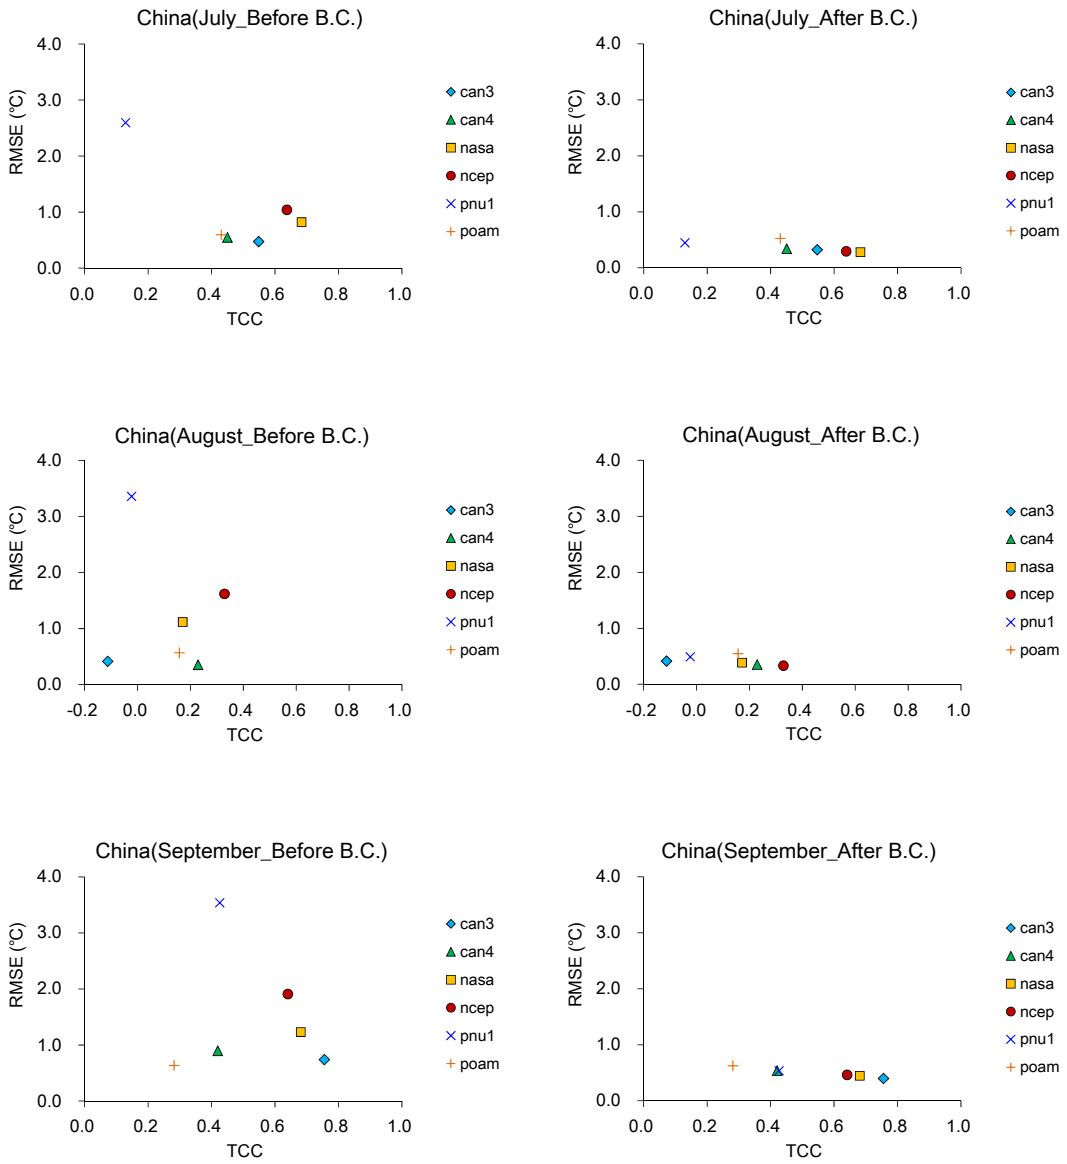 China(July_Before B.C.)
4.0
3.0
2.0
1.0
0.0
RMSE (°C)
0.0 0.2 0.4 0.6 0.8 1.0
TCC
can3
can4
nasa
ncep
pnu1
poam
China(July_After B.C.)
4.0
3.0
2.0
1.0
0.0
RMSE (°C)
0.0 0.2 0.4 0.6 0.8 1.0
TCC
can3
can4
nasa
ncep
pnu1
poam
China(August_Before B.C.)
4.0
3.0
2.0
1.0
0.0
RMSE (°C)
-0.2 0.0 0.2 0.4 0.6 0.8 1.0
TCC
can3
can4
nasa
ncep
pnu1
poam
China(August_After B.C.)
4.0
3.0
2.0
1.0
0.0
RMSE (°C)
-0.2 0.0 0.2 0.4 0.6 0.8 1.0
TCC
can3
can4
nasa
ncep
pnu1
poam
China(September_Before B.C.)
4.0
3.0
2.0
1.0
0.0
RMSE (°C)
0.0 0.2 0.4 0.6 0.8 1.0
TCC
can3
can4
nasa
ncep
pnu1
poam
China(September_After B.C.)
4.0
3.0
2.0
1.0
0.0
RMSE (°C)
0.0 0.2 0.4 0.6 0.8 1.0
TCC
can3
can4
nasa
ncep
pnu1
poam